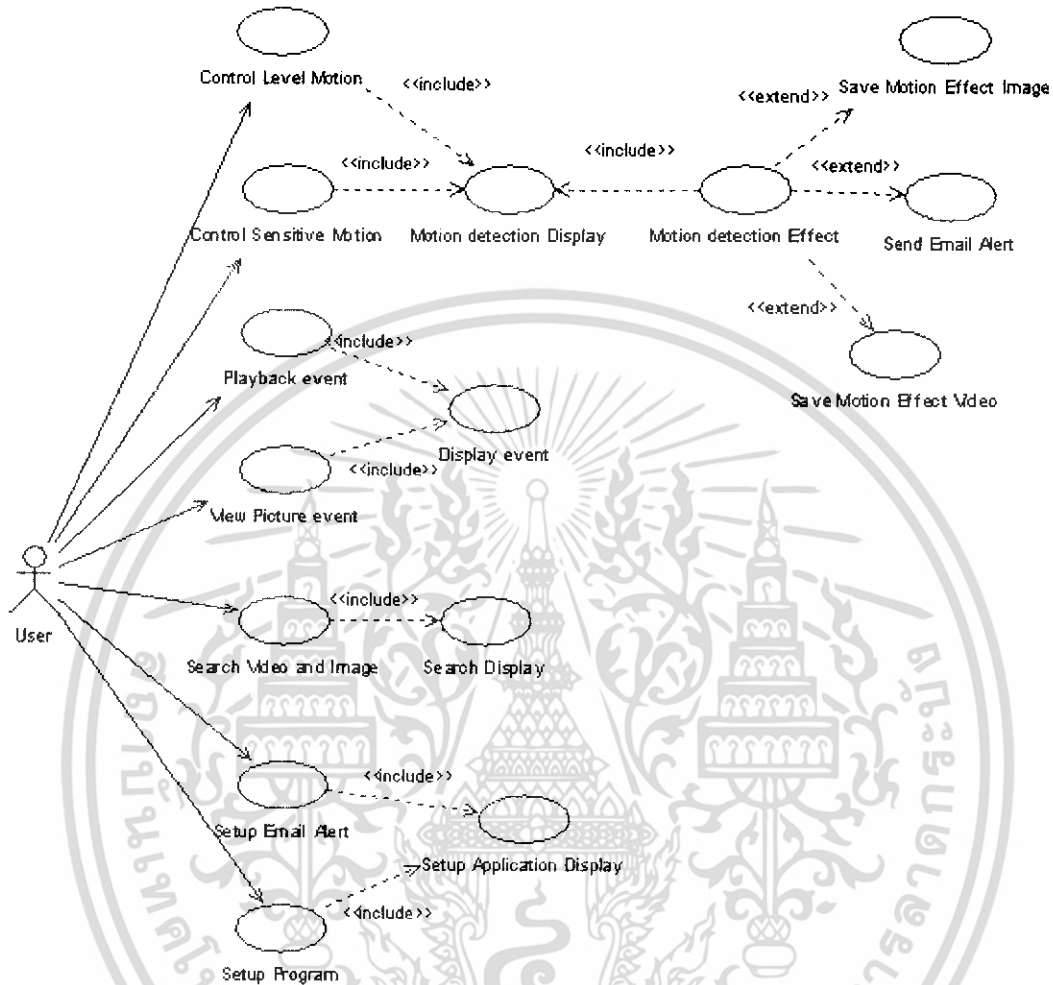 Control Level Motion
<<include>>
Save Motion Effect Image
<<extend>>
<<include>>
<<include>>
<<extend>>
Control Sensitive Motion
Motion detection Display
Motion detection Effect
Send Email Alert
<<extend>>
<<include>>
Playback event
Save Motion Effect Video
Display event
<<include>>
View Picture event
User
<<include>>
Search Video and Image
Search Display
<<include>>
Setup Email Alert
Setup Application Display
<<include>>
Setup Program